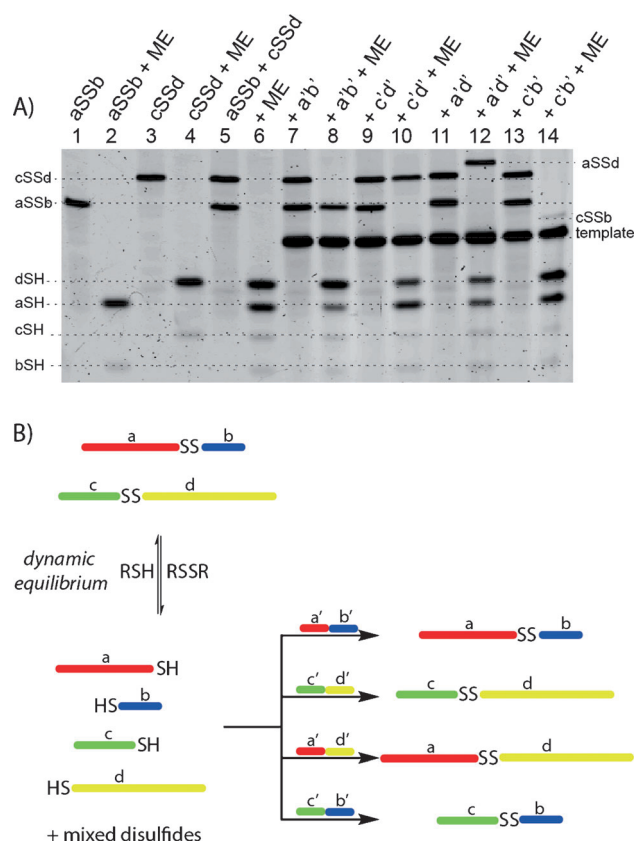 A)
aSSb
aSSb + ME
cSSd
cSSd + ME
aSSb + cSSd
+ ME
+ a'b'
+ a'b' + ME
+ c'd'
+ c'd' + ME
+ a'd'
+ a'd' + ME
+ c'b'
+ c'b' + ME
1 2 3 4 5 6 7 8 9 10 11 12 13 14
cSSd
aSSb
dSH
aSH
cSH
bSH
aSSd
cSSb
template
B)
a SS b
c SS d
dynamic
equilibrium
RSH RSSR
a SH
HS b
c SH
HS d
+ mixed disulfides
a' b'
a SS b
c' d'
c SS d
a' d'
a SS d
c' b'
c SS b